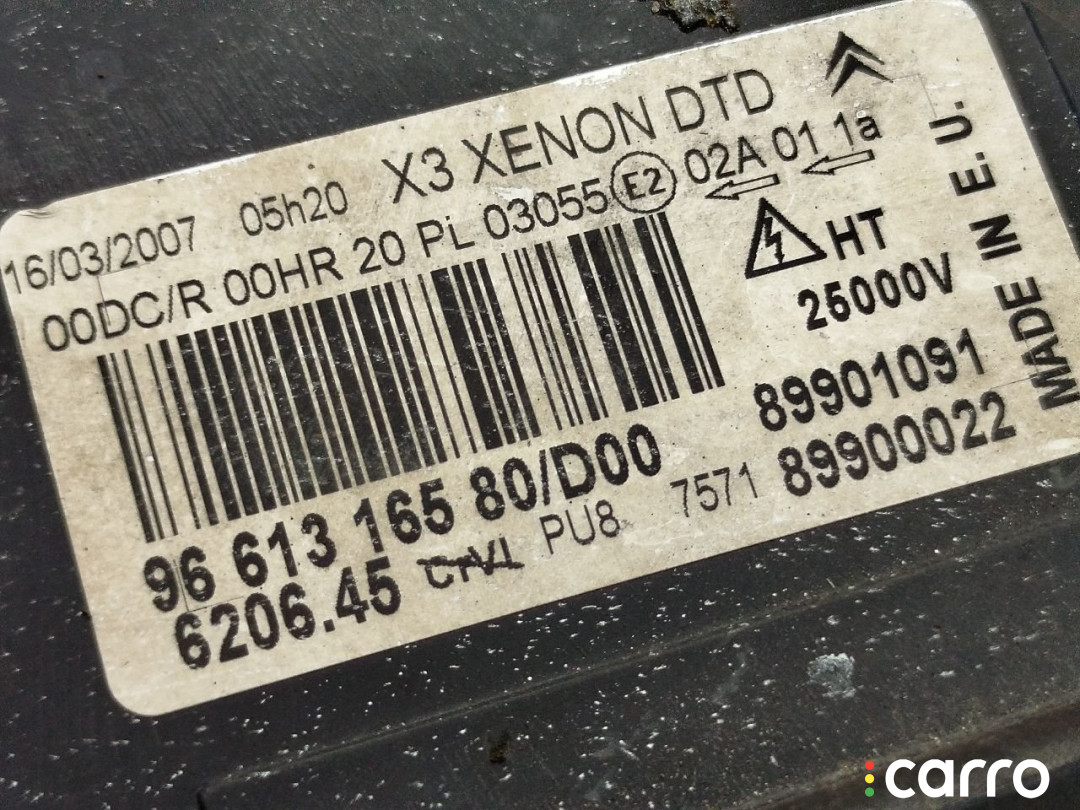 16/03/2007 05h20 X3 XENON DTD
00DC/R 00HR 20 PL 03055 E2 02A 01 1a
HT
25000V
MADE IN E.U.
89901091
96 613 165 80/D00
89900022
6206.45 PU8 7571
carro